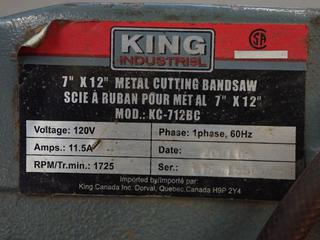 KING
INDUSTRIAL
7" X 12" METAL CUTTING BANDSAW
SCIE À RUBAN POUR MÉTAL 7" X 12"
MOD.: KC-712BC
Voltage: 120V
Phase: 1phase, 60Hz
Amps.: 11.5A
Date:
RPM/Tr.min.: 1725
Ser.:
Imported by/Importé par:
King Canada Inc. Dorval, Quebec, Canada H9P 2Y4